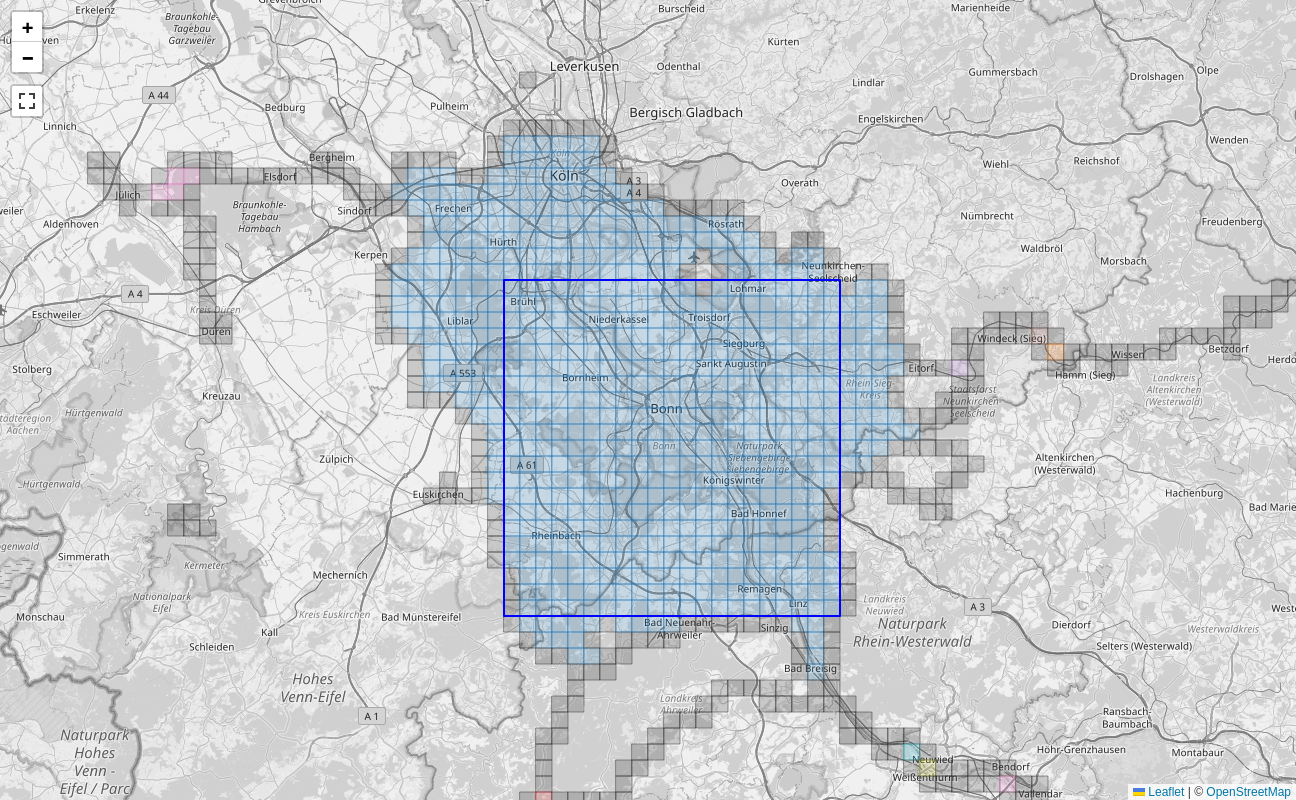 +
−
Erkelenz
Grevenbroich
Burscheid
Marienheide
Braunkohle-
Tagebau
Garzweiler
Kürten
Leverkusen
Odenthal
Gummersbach
Drolshagen
Olpe
Lindlar
A 44
Bedburg
Pulheim
Bergisch Gladbach
Engelskirchen
Linnich
Wenden
Bergheim
Wiehl
Reichshof
Elsdorf
Köln
A 3
A 4
Overath
Jülich
Braunkohle-
Tagebau
Hambach
Sindorf
Frechen
Nümbrecht
Freudenberg
Aldenhoven
Rösrath
Hürth
Waldbröl
Kerpen
Morsbach
Neunkirchen-
Seelscheid
A 4
Lohmar
Brühl
Kreis Düren
Eschweiler
Liblar
Niederkasse
Troisdorf
Düren
Siegburg
Windeck (Sieg)
Wissen
Betzdorf
Sankt Augustin
Eitorf
Stolberg
A 553
Bornheim
Rhein-Sieg-
Kreis
Hamm (Sieg)
Kreuzau
Staatsforst
Neunkirchen
Seelscheid
Landkreis
Altenkirchen
(Westerwald)
Hürtgenwald
Städteregion
Aachen
Bonn
Bonn
Naturpark
Siebengebirge
Siebengebirge
Zülpich
A 61
Altenkirchen
(Westerwald)
Hürtgenwald
Königswinter
Euskirchen
Hachenburg
Bad Honnef
Bad Marie
Rheinbach
Simmerath
Kermeter
Mechernich
Remagen
Nationalpark
Eifel
Linz
Landkreis
Neuwied
A 3
Monschau
Kreis Euskirchen
Bad Münstereifel
Bad Neuenahr-
Ahrweiler
Sinzig
Naturpark
Rhein-Westerwald
Dierdorf
Westerwaldkreis
Kall
Schleiden
Selters (Westerwald)
Bad Breisig
Hohes
Venn-Eifel
Landkreis
Ahrweiler
A 1
Ransbach-
Baumbach
Naturpark
Hohes
Venn -
Eifel / Parc
Höhr-Grenzhausen
Montabaur
Neuwied
Bendorf
Weißenthurm
Vallendar
Leaflet | © OpenStreetMap